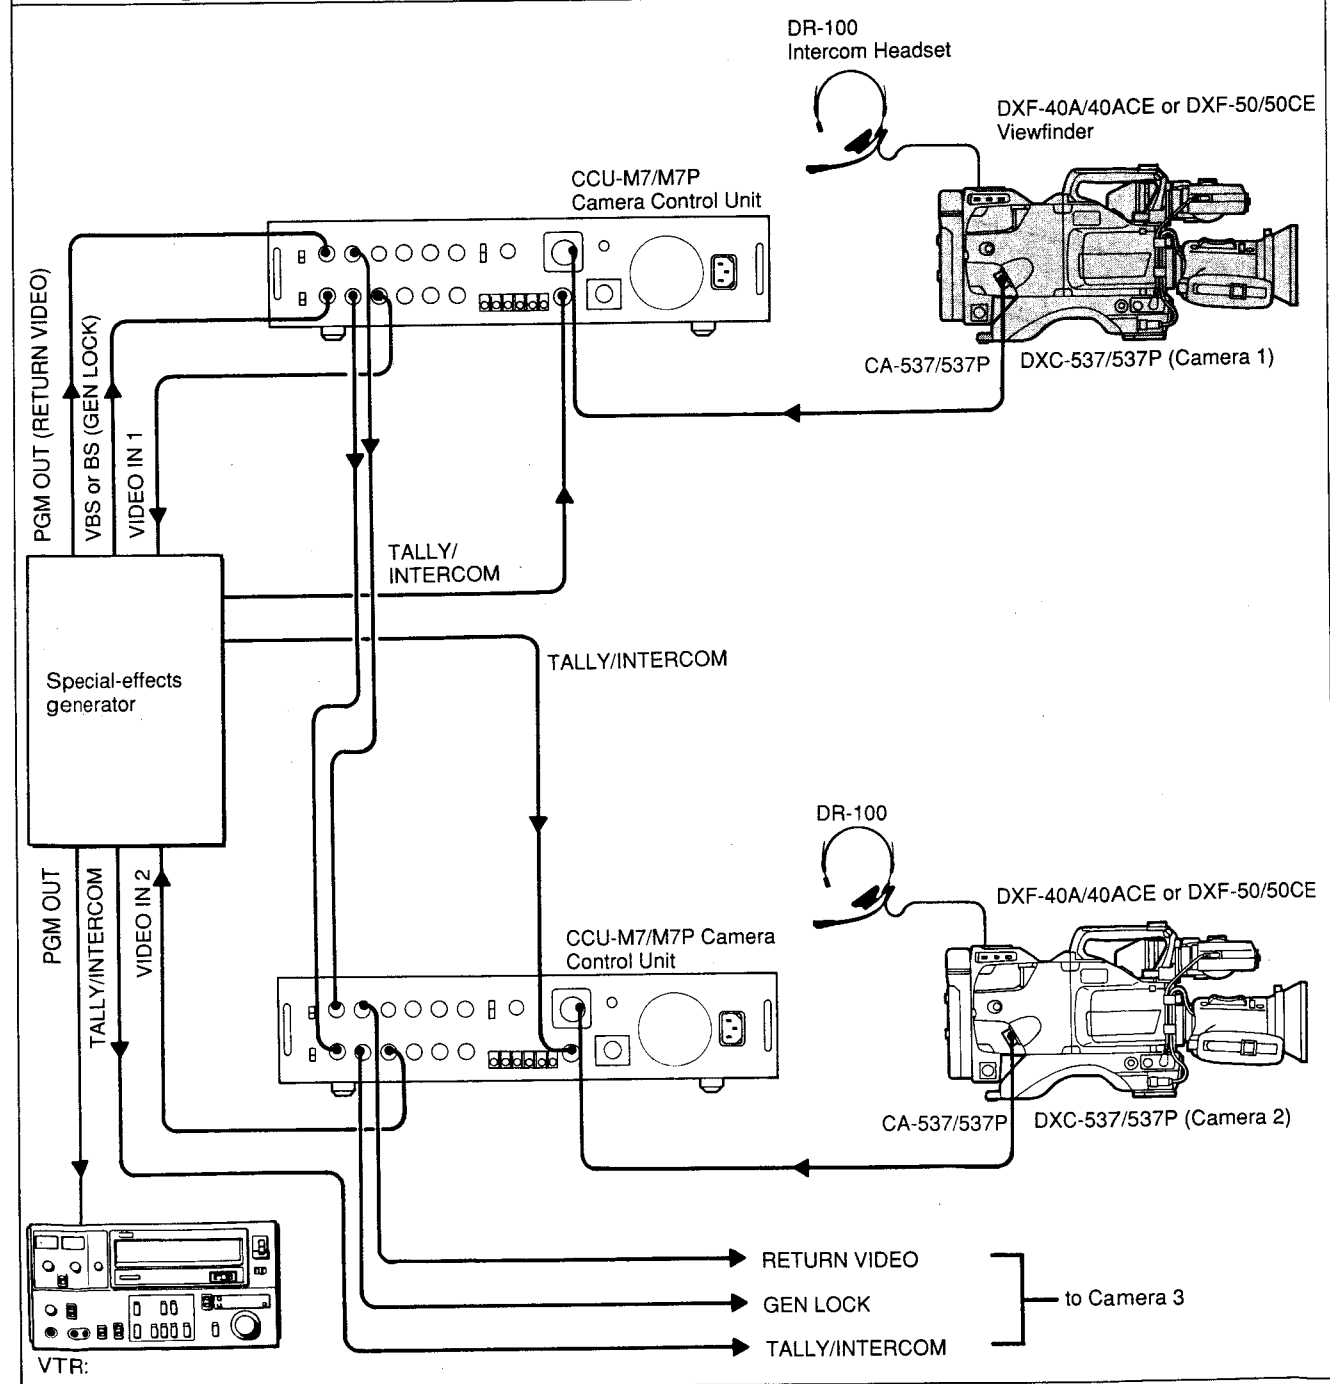 DR-100
Intercom Headset
DXF-40A/40ACE or DXF-50/50CE
Viewfinder
CCU-M7/M7P
Camera Control Unit
CA-537/537P
DXC-537/537P (Camera 1)
PGM OUT (RETURN VIDEO)
VBS or BS (GEN LOCK)
VIDEO IN 1
TALLY/
INTERCOM
TALLY/INTERCOM
Special-effects
generator
DR-100
DXF-40A/40ACE or DXF-50/50CE
PGM OUT
TALLY/INTERCOM
VIDEO IN 2
CCU-M7/M7P Camera
Control Unit
CA-537/537P
DXC-537/537P (Camera 2)
RETURN VIDEO
GEN LOCK
to Camera 3
TALLY/INTERCOM
VTR: